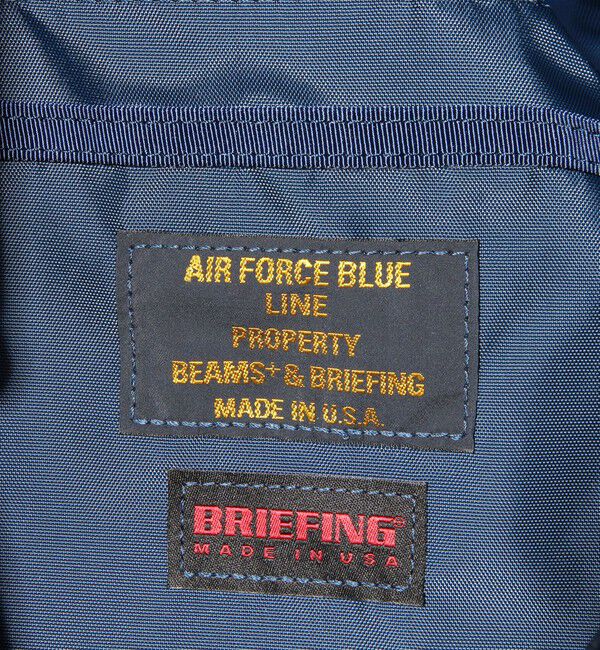 AIR FORCE BLUE
LINE
PROPERTY
BEAMS+ & BRIEFING
MADE IN U.S.A.
BRIEFING®
MADE IN USA